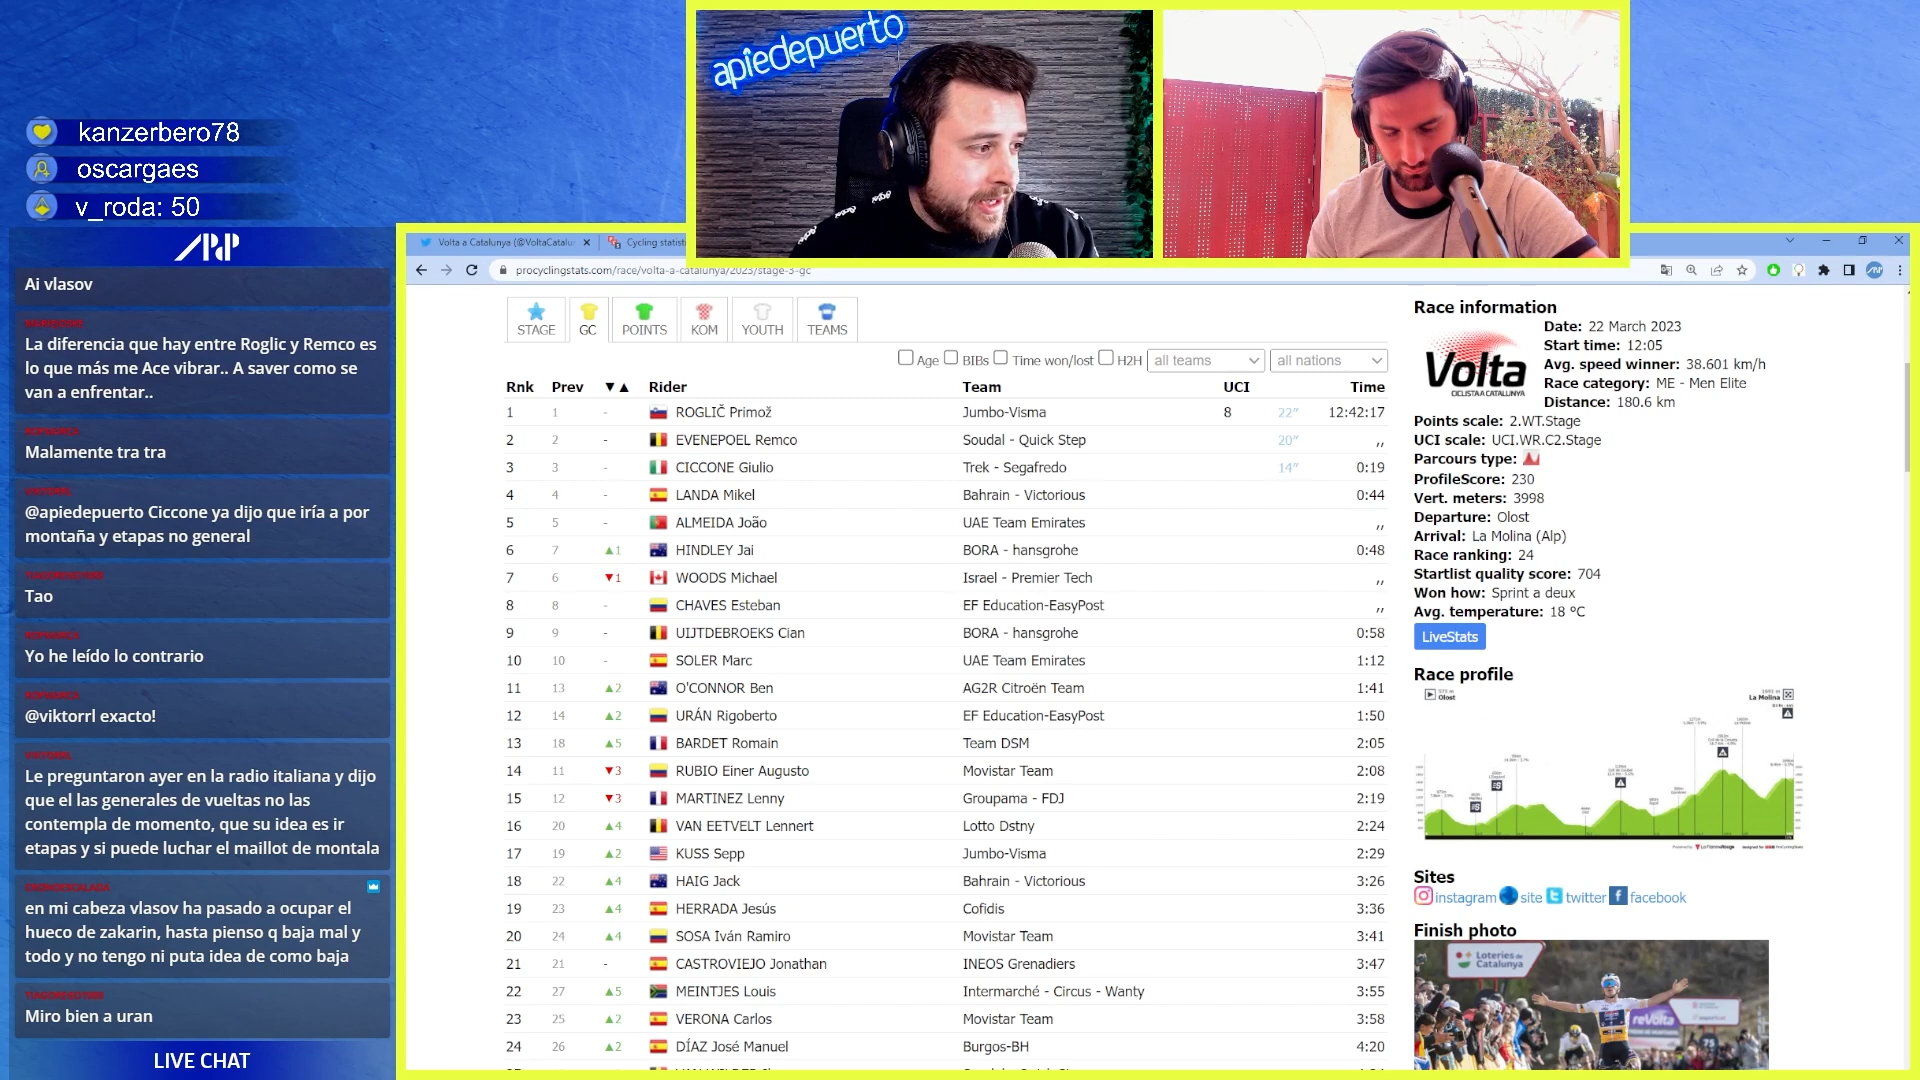 apiedepuerto
kanzerbero78
oscargaes
v_roda: 50
Ai vlasov
La diferencia que hay entre Roglic y Remco es
lo que más me Ace vibrar.. A saver como se
van a enfrentar..
Malamente tra tra
@apiedepuerto Ciccone ya dijo que iría a por
montaña y etapas no general
Tao
Yo he leído lo contrario
@viktorrl exacto!
Le preguntaron ayer en la radio italiana y dijo
que el las generales de vueltas no las
contempla de momento, que su idea es ir
etapas y si puede luchar el maillot de montala
en mi cabeza vlasov ha pasado a ocupar el
hueco de zakarin, hasta pienso q baja mal y
todo y no tengo ni puta idea de como baja
Miro bien a uran
LIVE CHAT
Volta a Catalunya (@VoltaCatalu
Cycling statisti
procyclingstats.com/race/volta-a-catalunya/2023/stage-3-gc
STAGE GC POINTS KOM YOUTH TEAMS
Age BIBs Time won/lost H2H all teams all nations
Rnk Prev ▼▲ Rider Team UCI Time
1 1 - ROGLIČ Primož Jumbo-Visma 8 22″ 12:42:17
2 2 - EVENEPOEL Remco Soudal - Quick Step 20″ ,,
3 3 - CICCONE Giulio Trek - Segafredo 14″ 0:19
4 4 - LANDA Mikel Bahrain - Victorious 0:44
5 5 - ALMEIDA João UAE Team Emirates ,,
6 7 ▲1 HINDLEY Jai BORA - hansgrohe 0:48
7 6 ▼1 WOODS Michael Israel - Premier Tech ,,
8 8 - CHAVES Esteban EF Education-EasyPost ,,
9 9 - UIJTDEBROEKS Cian BORA - hansgrohe 0:58
10 10 - SOLER Marc UAE Team Emirates 1:12
11 13 ▲2 O'CONNOR Ben AG2R Citroën Team 1:41
12 14 ▲2 URÁN Rigoberto EF Education-EasyPost 1:50
13 18 ▲5 BARDET Romain Team DSM 2:05
14 11 ▼3 RUBIO Einer Augusto Movistar Team 2:08
15 12 ▼3 MARTINEZ Lenny Groupama - FDJ 2:19
16 20 ▲4 VAN EETVELT Lennert Lotto Dstny 2:24
17 19 ▲2 KUSS Sepp Jumbo-Visma 2:29
18 22 ▲4 HAIG Jack Bahrain - Victorious 3:26
19 23 ▲4 HERRADA Jesús Cofidis 3:36
20 24 ▲4 SOSA Iván Ramiro Movistar Team 3:41
21 21 - CASTROVIEJO Jonathan INEOS Grenadiers 3:47
22 27 ▲5 MEINTJES Louis Intermarché - Circus - Wanty 3:55
23 25 ▲2 VERONA Carlos Movistar Team 3:58
24 26 ▲2 DÍAZ José Manuel Burgos-BH 4:20
Race information
Volta
CICLISTA A CATALUNYA
Date: 22 March 2023
Start time: 12:05
Avg. speed winner: 38.601 km/h
Race category: ME - Men Elite
Distance: 180.6 km
Points scale: 2.WT.Stage
UCI scale: UCI.WR.C2.Stage
Parcours type:
ProfileScore: 230
Vert. meters: 3998
Departure: Olost
Arrival: La Molina (Alp)
Race ranking: 24
Startlist quality score: 704
Won how: Sprint a deux
Avg. temperature: 18 °C
LiveStats
Race profile
Olost
La Molina
Sites
instagram site twitter facebook
Finish photo
Loteries de
Catalunya
reVolta